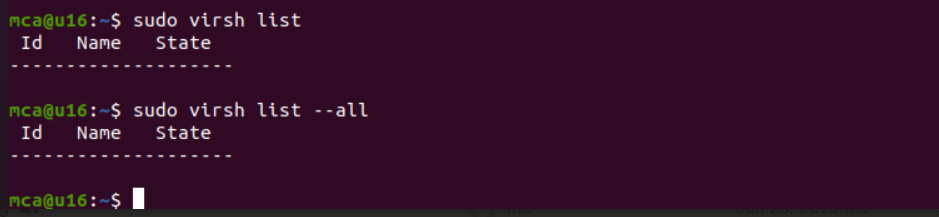 mca@u16:~$ sudo virsh list
Id Name State
--------------------
mca@u16:~$ sudo virsh list --all
Id Name State
--------------------
mca@u16:~$